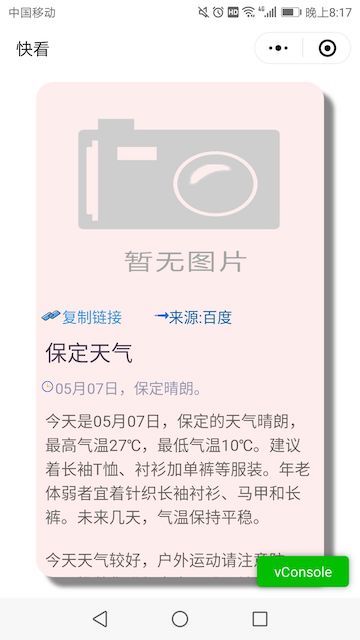 中国移动
HD 4G 晚上8:17
快看
暂无图片
复制链接
来源:百度
保定天气
05月07日，保定晴朗。
今天是05月07日，保定的天气晴朗，
最高气温27℃，最低气温10℃。建议
着长袖T恤、衬衫加单裤等服装。年老
体弱者宜着针织长袖衬衫、马甲和长
裤。未来几天，气温保持平稳。
今天天气较好，户外运动请注意防
vConsole